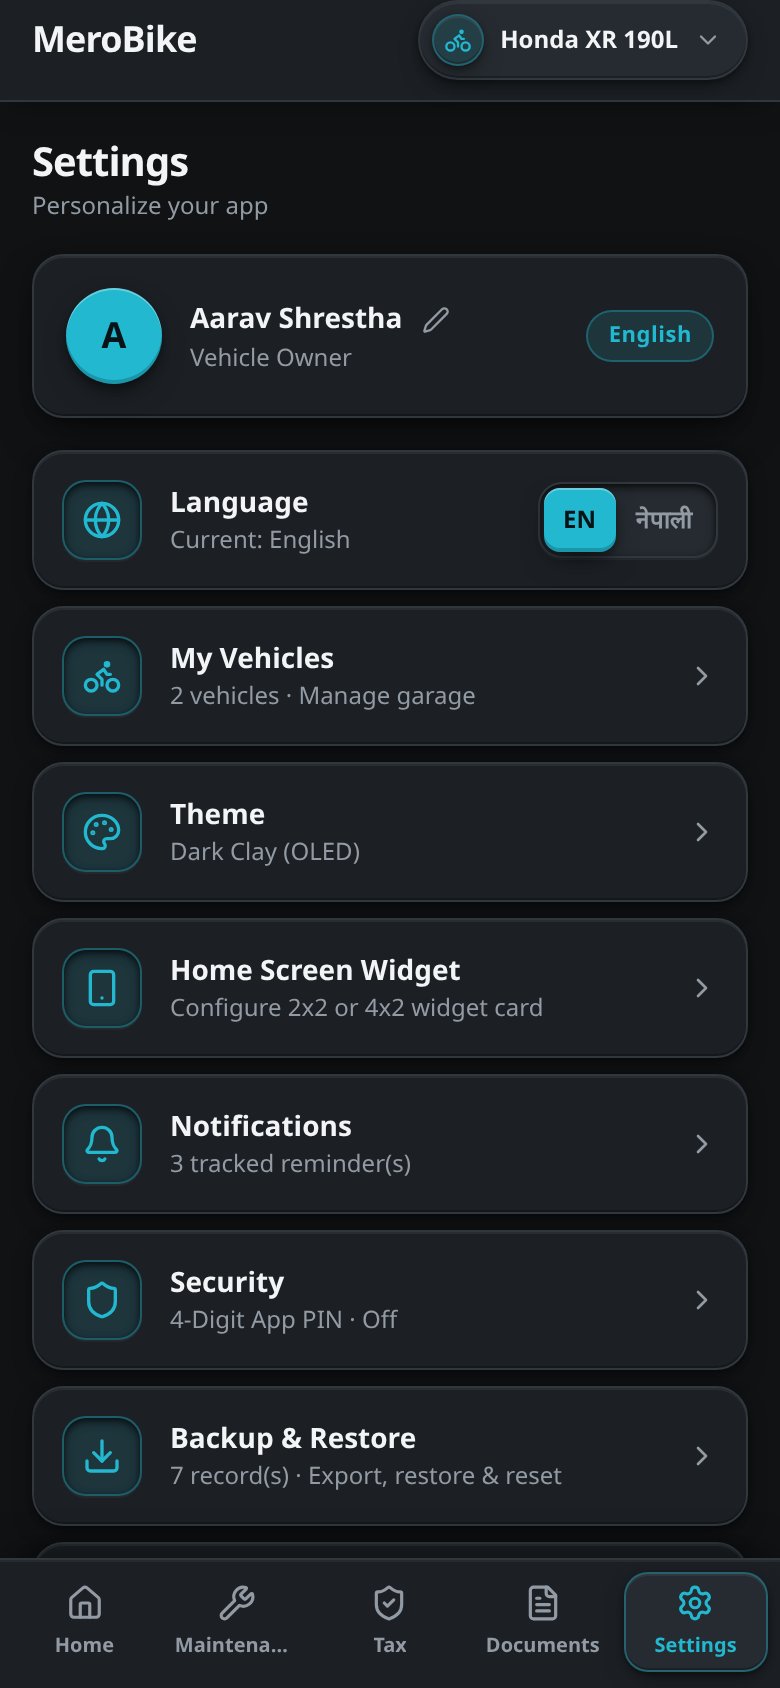 MeroBike
Honda XR 190L
Settings
Personalize your app
A
Aarav Shrestha
Vehicle Owner
English
Language
Current: English
EN
नेपाली
My Vehicles
2 vehicles · Manage garage
Theme
Dark Clay (OLED)
Home Screen Widget
Configure 2x2 or 4x2 widget card
Notifications
3 tracked reminder(s)
Security
4-Digit App PIN · Off
Backup & Restore
7 record(s) · Export, restore & reset
Home
Maintena...
Tax
Documents
Settings